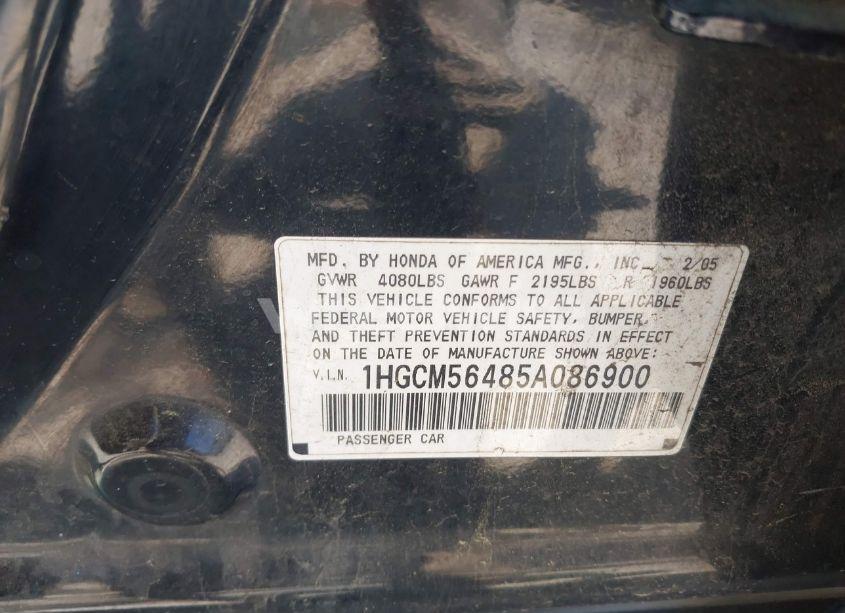 MFD. BY HONDA OF AMERICA MFG., INC. 2/05
GVWR 4080LBS GAWR F 2195LBS R 1960LBS
THIS VEHICLE CONFORMS TO ALL APPLICABLE
FEDERAL MOTOR VEHICLE SAFETY, BUMPER,
AND THEFT PREVENTION STANDARDS IN EFFECT
ON THE DATE OF MANUFACTURE SHOWN ABOVE:
V.I.N. 1HGCM56485A086900
PASSENGER CAR